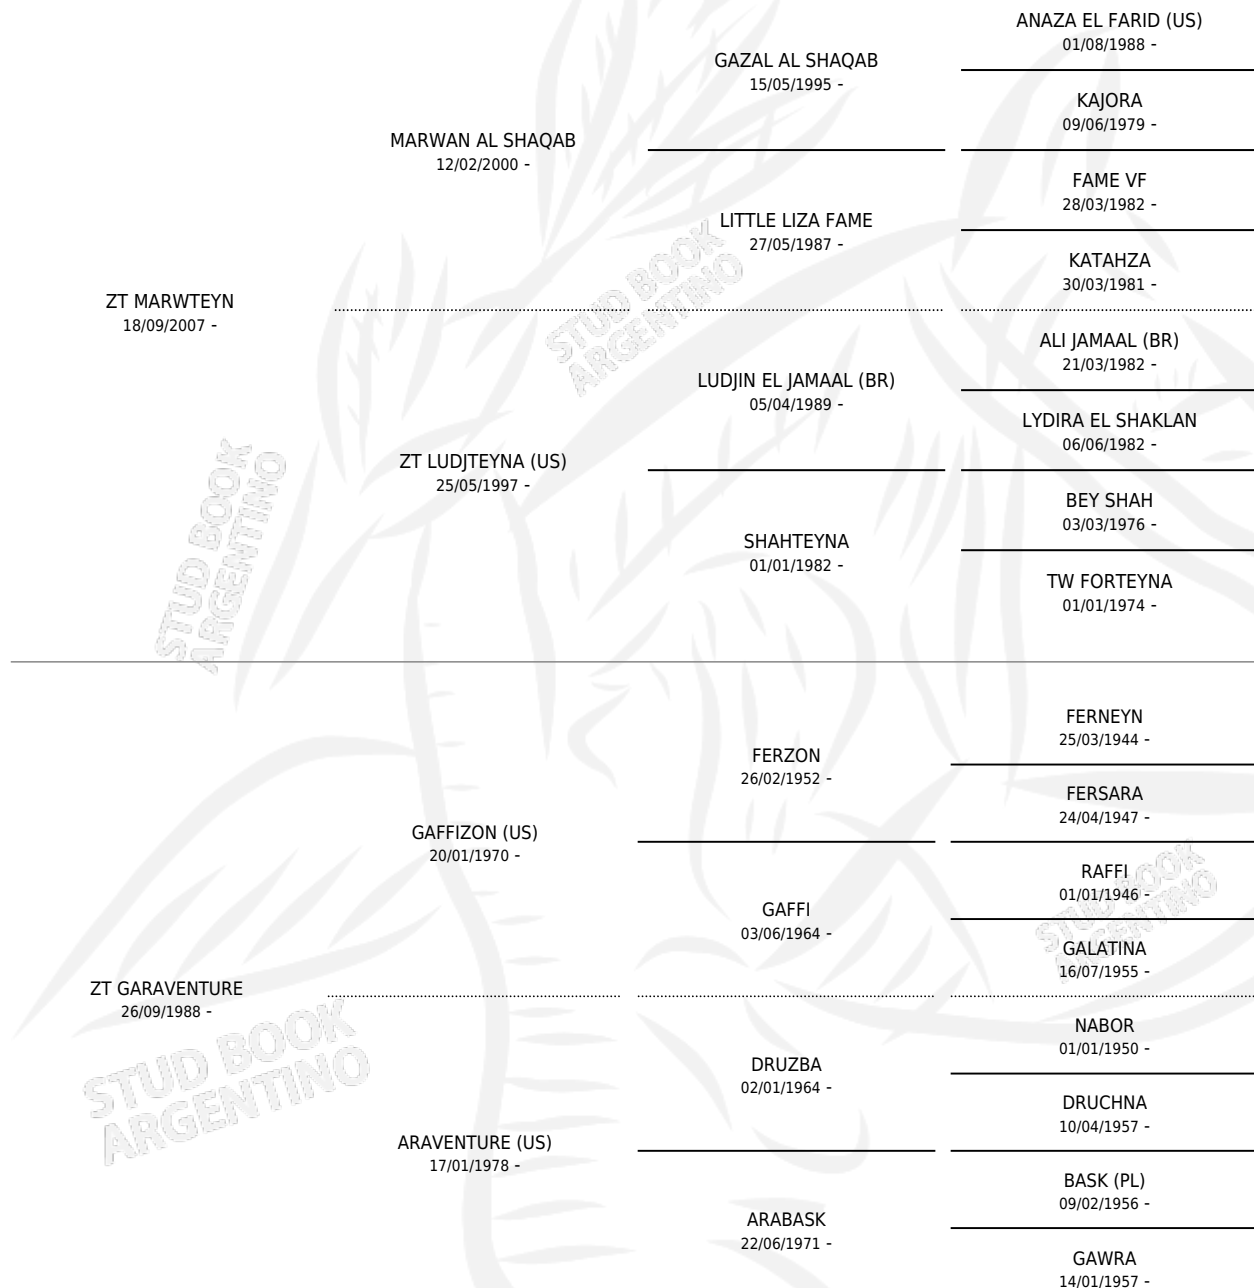 ANAZA EL FARID (US)
01/08/1988 -
GAZAL AL SHAQAB
15/05/1995 -
KAJORA
09/06/1979 -
MARWAN AL SHAQAB
12/02/2000 -
FAME VF
28/03/1982 -
LITTLE LIZA FAME
27/05/1987 -
KATAHZA
30/03/1981 -
ZT MARWTEYN
18/09/2007 -
ALI JAMAAL (BR)
21/03/1982 -
LUDJIN EL JAMAAL (BR)
05/04/1989 -
LYDIRA EL SHAKLAN
06/06/1982 -
ZT LUDJTEYNA (US)
25/05/1997 -
BEY SHAH
03/03/1976 -
SHAHTEYNA
01/01/1982 -
TW FORTEYNA
01/01/1974 -
FERNEYN
25/03/1944 -
FERZON
26/02/1952 -
FERSARA
24/04/1947 -
GAFFIZON (US)
20/01/1970 -
RAFFI
01/01/1946 -
GAFFI
03/06/1964 -
GALATINA
16/07/1955 -
ZT GARAVENTURE
26/09/1988 -
NABOR
01/01/1950 -
DRUZBA
02/01/1964 -
DRUCHNA
10/04/1957 -
ARAVENTURE (US)
17/01/1978 -
BASK (PL)
09/02/1956 -
ARABASK
22/06/1971 -
GAWRA
14/01/1957 -
STUD BOOK
ARGENTINO
STUD BOOK
ARGENTINO
STUD BOOK
ARGENTINO
STUD BOOK
ARGENTINO